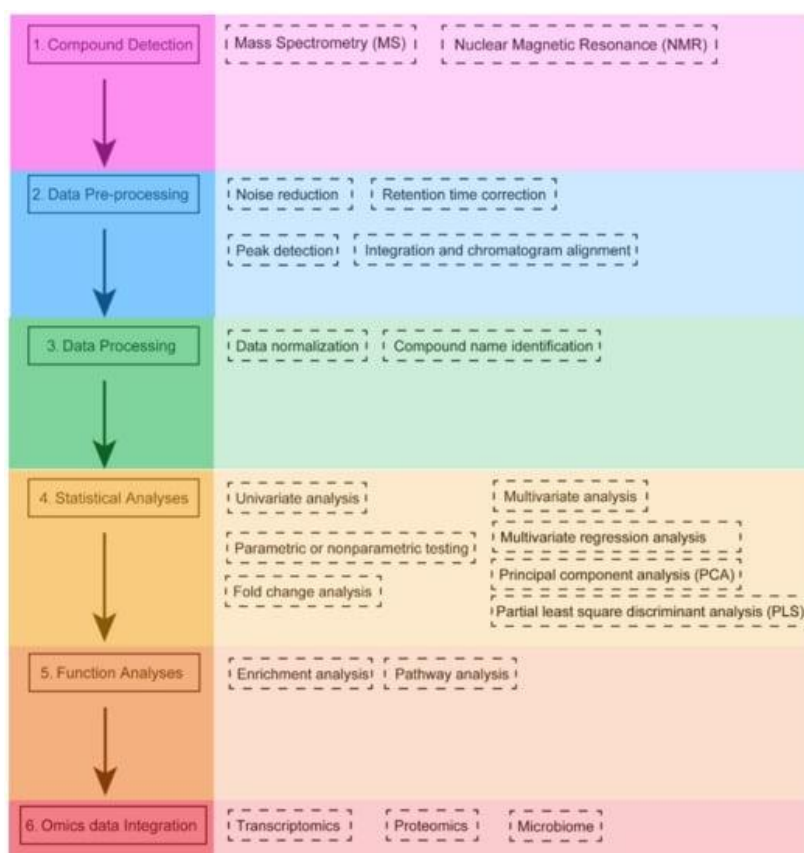 1. Compound Detection
Mass Spectrometry (MS)
Nuclear Magnetic Resonance (NMR)
2. Data Pre-processing
Noise reduction
Retention time correction
Peak detection
Integration and chromatogram alignment
3. Data Processing
Data normalization
Compound name identification
4. Statistical Analyses
Univariate analysis
Parametric or nonparametric testing
Fold change analysis
Multivariate analysis
Multivariate regression analysis
Principal component analysis (PCA)
Partial least square discriminant analysis (PLS)
5. Function Analyses
Enrichment analysis
Pathway analysis
6. Omics data Integration
Transcriptomics
Proteomics
Microbiome